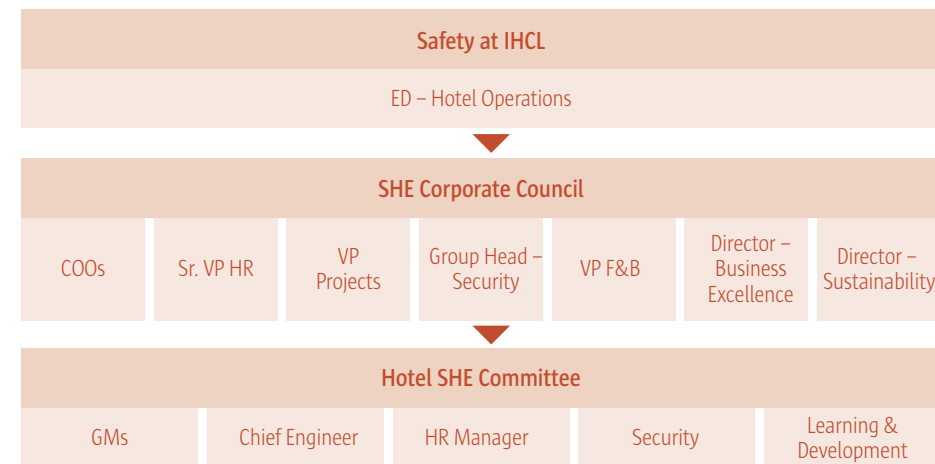 Safety at IHCL
ED – Hotel Operations
SHE Corporate Council
COOs
Sr. VP HR
VP
Projects
Group Head –
Security
VP F&B
Director –
Business
Excellence
Director –
Sustainability
Hotel SHE Committee
GMs
Chief Engineer
HR Manager
Security
Learning &
Development